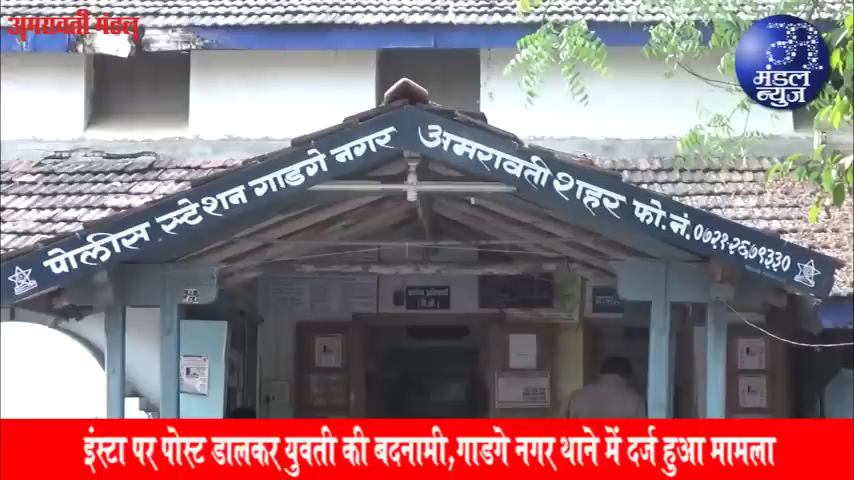 अमरावती मंडल
मंडल
न्युज
पोलीस स्टेशन गाडगे नगर
अमरावती शहर फो.नं. ०७२१-२६७९३३०
इंस्टा पर पोस्ट डालकर युवती की बदनामी,गाडगे नगर थाने में दर्ज हुआ मामला